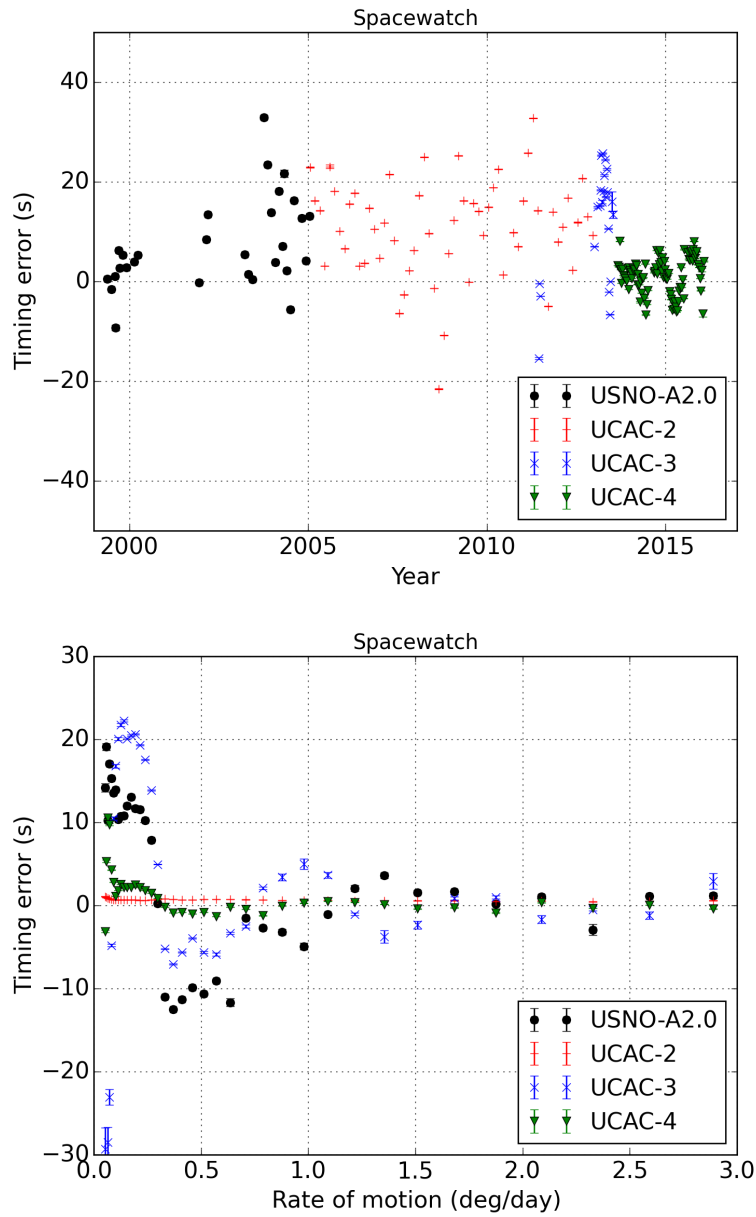 Spacewatch
40
20
0
−20
−40
Timing error (s)
2000
2005
2010
2015
Year
USNO-A2.0
UCAC-2
UCAC-3
UCAC-4
Spacewatch
30
20
10
0
−10
−20
−30
Timing error (s)
0.0
0.5
1.0
1.5
2.0
2.5
3.0
Rate of motion (deg/day)
USNO-A2.0
UCAC-2
UCAC-3
UCAC-4